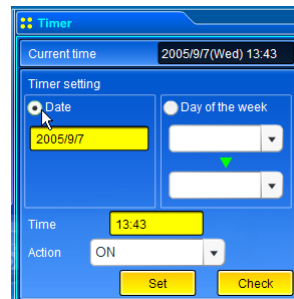 Timer
Current time 2005/9/7(Wed) 13:43
Timer setting
Date Day of the week
2005/9/7
Time 13:43
Action ON
Set Check